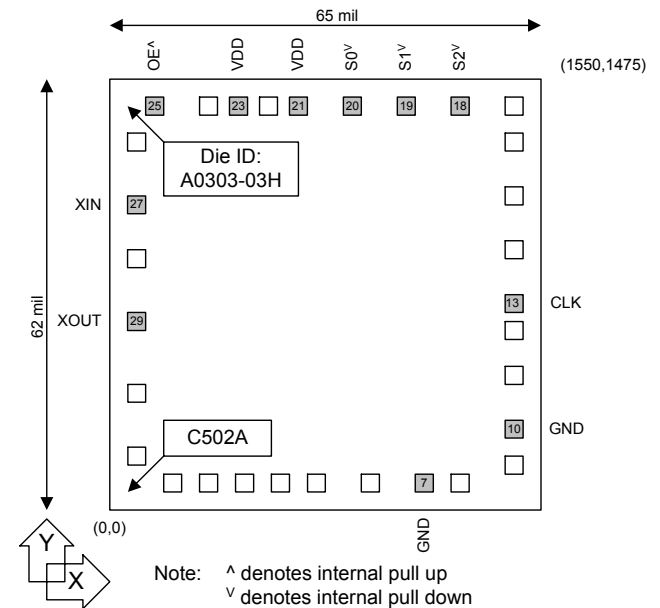 65 mil
OE^
VDD
VDD
S0V
S1V
S2V
(1550,1475)
25
23
21
20
19
18
Die ID:
A0303-03H
XIN
27
62 mil
XOUT
29
13
CLK
C502A
10
GND
7
(0,0)
GND
Y
X
Note: ^ denotes internal pull up
V denotes internal pull down